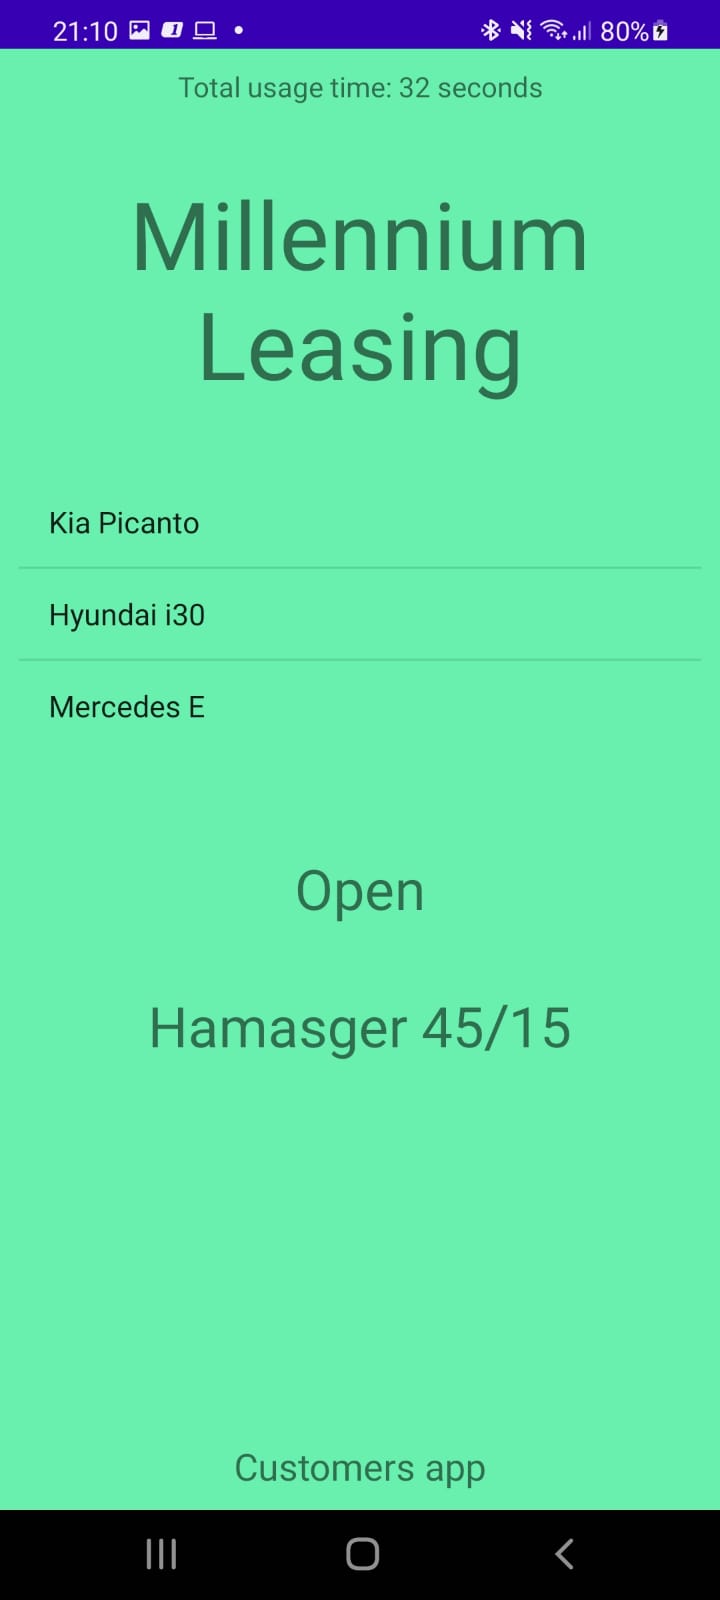 21:10
80%
Total usage time: 32 seconds
Millennium
Leasing
Kia Picanto
Hyundai i30
Mercedes E
Open
Hamasger 45/15
Customers app